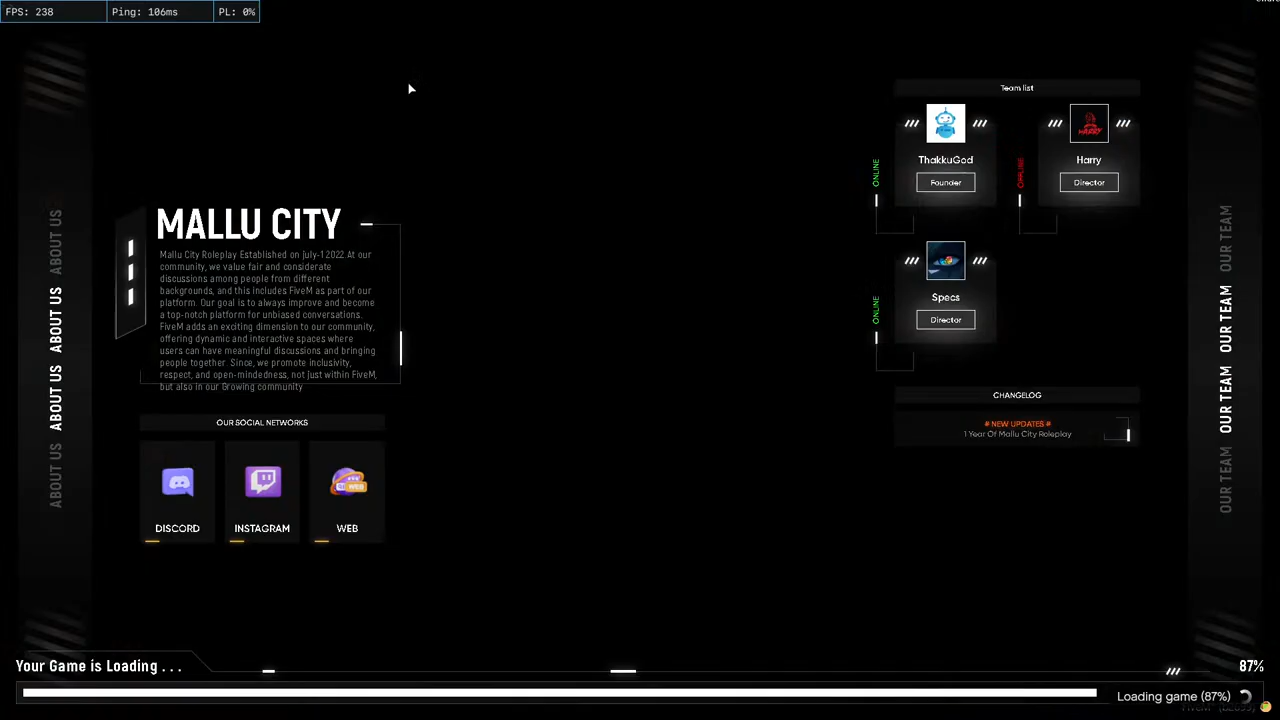 FPS: 238
Ping: 106ms
PL: 0%
ABOUT US
ABOUT US
ABOUT US
ABOUT US
MALLU CITY
Mallu City Roleplay Established on july-1 2022. At our
community, we value fair and considerate
discussions among people from different
backgrounds, and this includes FiveM as part of our
platform. Our goal is to always improve and become
a top-notch platform for unbiased conversations.
FiveM adds an exciting dimension to our community,
offering dynamic and interactive spaces where
users can have meaningful discussions and bringing
people together. Since, we promote inclusivity,
respect, and open-mindedness, not just within FiveM,
but also in our Growing community
OUR SOCIAL NETWORKS
DISCORD
INSTAGRAM
WEB
WEB
Team list
ONLINE
ThakkuGod
Founder
OFFLINE
HARRY
Harry
Director
ONLINE
Specs
Director
CHANGELOG
# NEW UPDATES #
1 Year Of Mallu City Roleplay
OUR TEAM
OUR TEAM
OUR TEAM
OUR TEAM
Your Game is Loading . . .
87%
Loading game (87%)